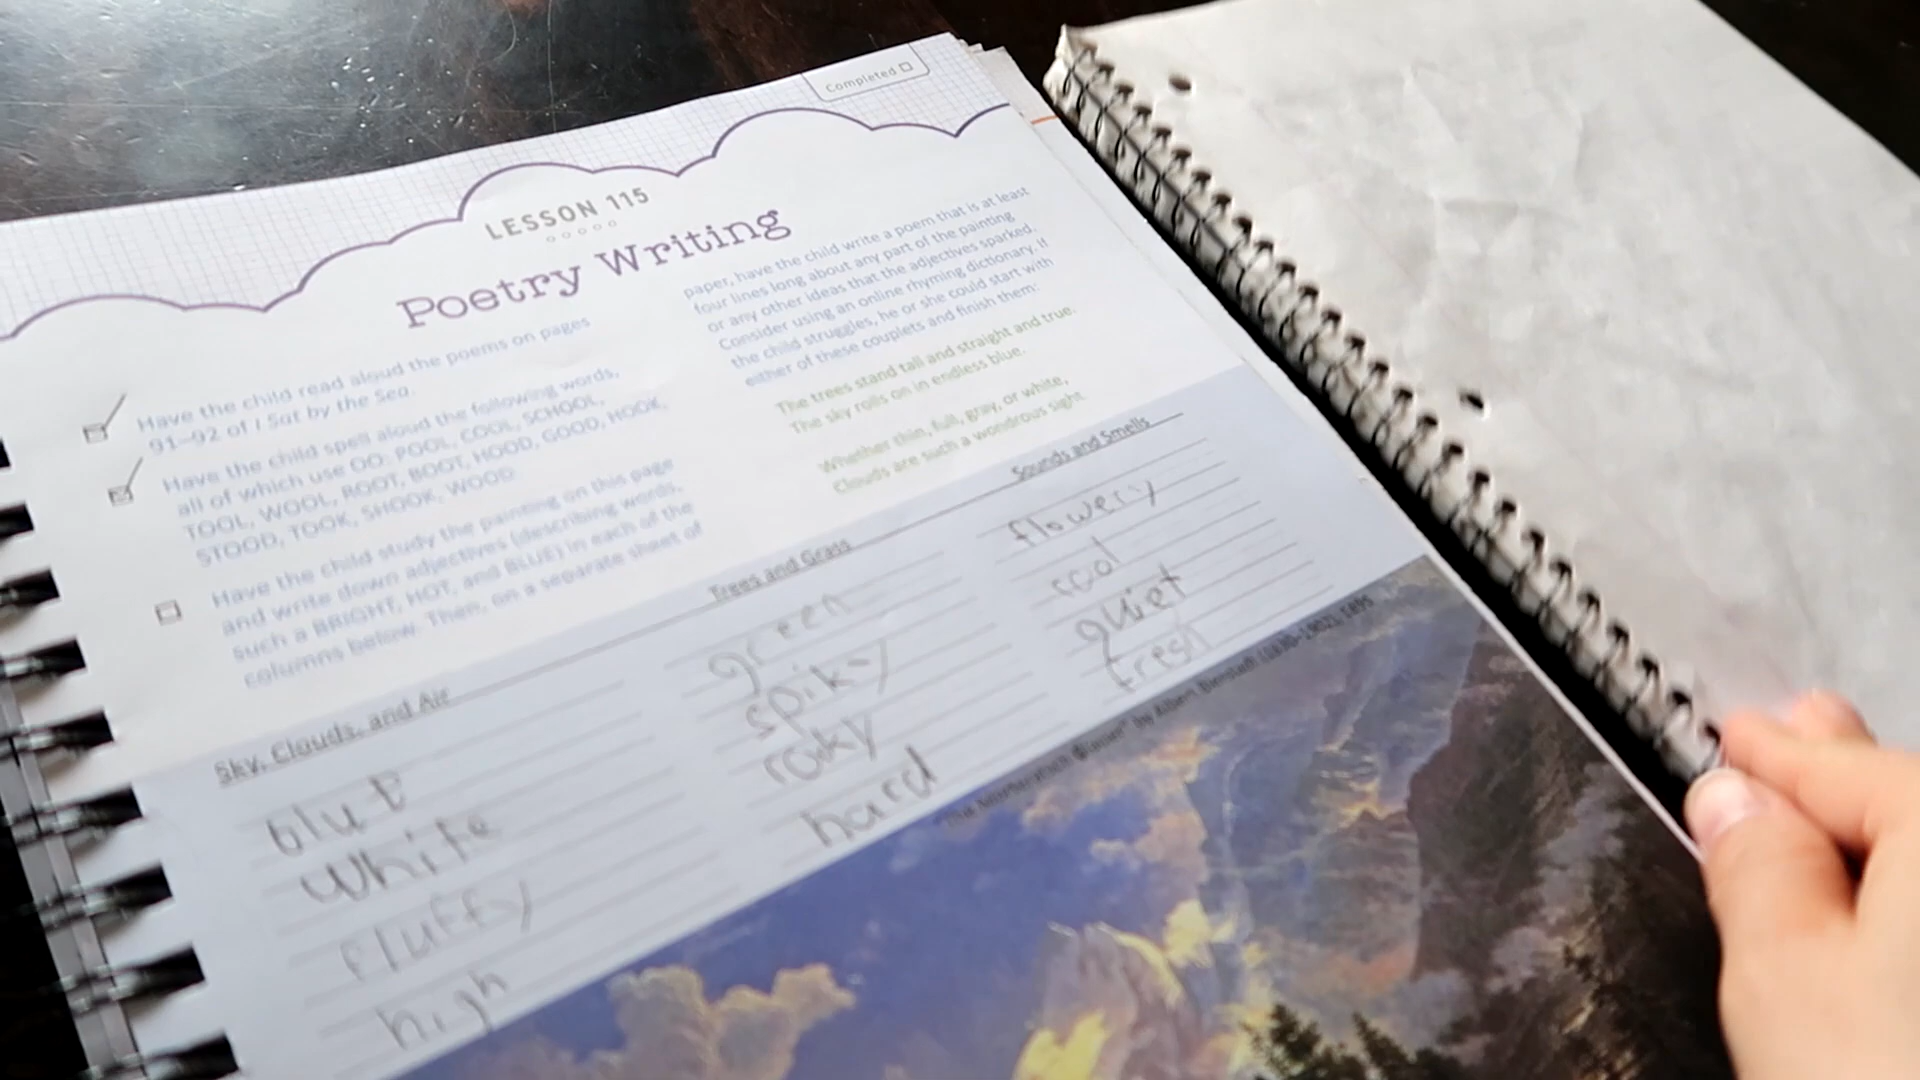 Completed
LESSON 115
Poetry Writing
Have the child read aloud the poems on pages
91–92 of I Sat by the Sea.
Have the child spell aloud the following words,
all of which use OO: POOL, COOL, SCHOOL,
TOOL, WOOL, ROOT, BOOT, HOOD, GOOD, HOOK,
STOOD, TOOK, SHOOK, WOOD
Have the child study the painting on this page
and write down adjectives (describing words,
such a BRIGHT, HOT, and BLUE) in each of the
columns below. Then, on a separate sheet of
paper, have the child write a poem that is at least
four lines long about any part of the painting
or any other ideas that the adjectives sparked.
Consider using an online rhyming dictionary. If
the child struggles, he or she could start with
either of these couplets and finish them:
The trees stand tall and straight and true.
The sky rolls on in endless blue.
Whether thin, full, gray, or white,
Clouds are such a wondrous sight
Sky, Clouds, and Air
white
fluffy
high
Trees and Grass
green
spiky
roky
hard
Sounds and Smells
flowery
cool
quiet
fresh
by Albert Bierstadt (1830–1902), 1895